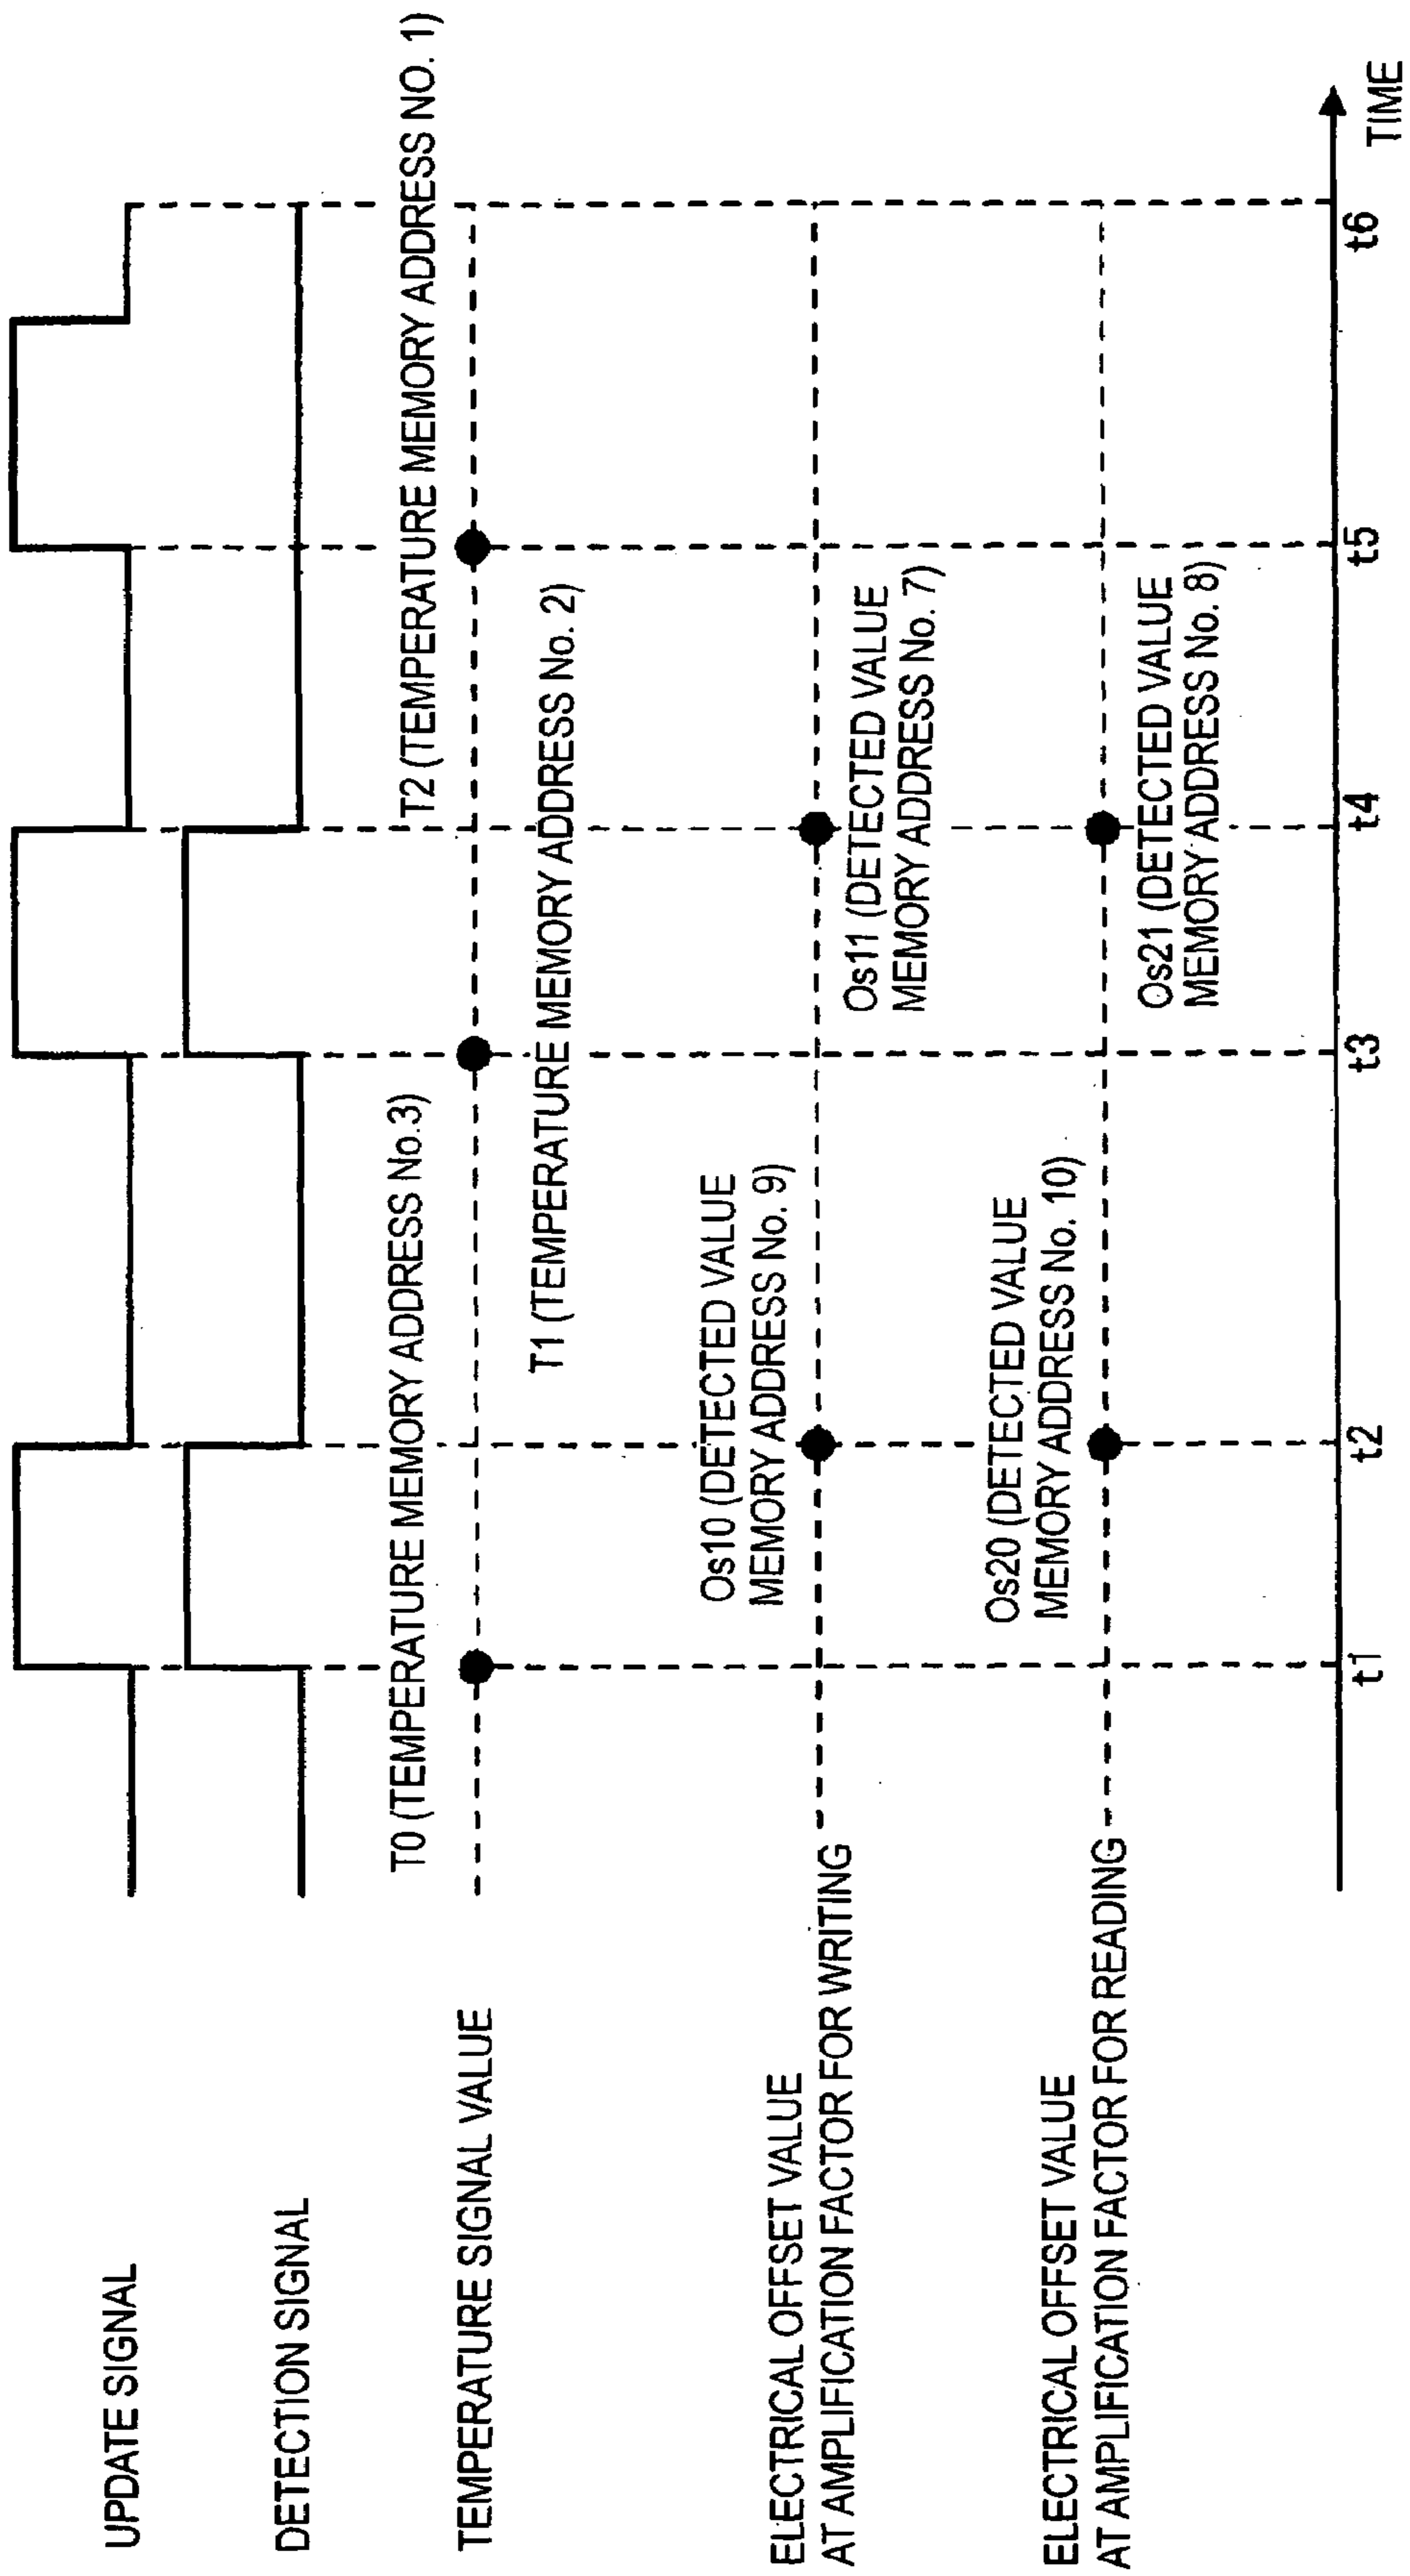 UPDATE SIGNAL
DETECTION SIGNAL
T0 (TEMPERATURE MEMORY ADDRESS No.3)
T2 (TEMPERATURE MEMORY ADDRESS NO. 1)
TEMPERATURE SIGNAL VALUE
T1 (TEMPERATURE MEMORY ADDRESS No. 2)
Os10 (DETECTED VALUE
MEMORY ADDRESS No. 9)
ELECTRICAL OFFSET VALUE
AT AMPLIFICATION FACTOR FOR WRITING
Os11 (DETECTED VALUE
MEMORY ADDRESS No. 7)
Os20 (DETECTED VALUE
MEMORY ADDRESS No. 10)
ELECTRICAL OFFSET VALUE
AT AMPLIFICATION FACTOR FOR READING
Os21 (DETECTED VALUE
MEMORY ADDRESS No. 8)
t1
t2
t3
t4
t5
t6
TIME